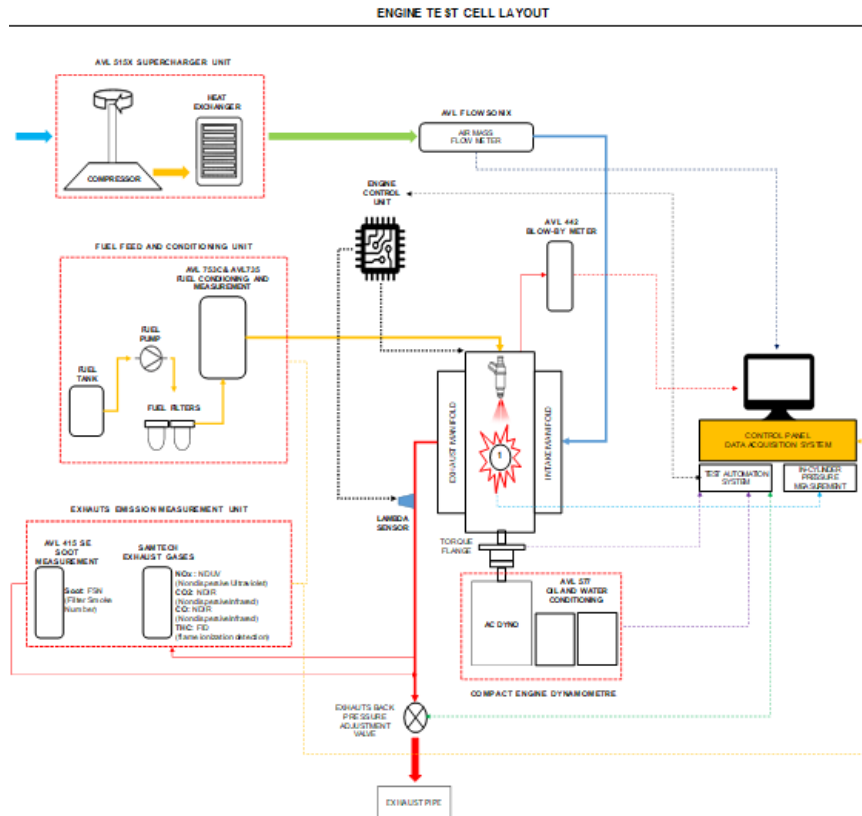 ENGINE TEST CELL LAYOUT
AVL 515X SUPERCHARGER UNIT
HEAT
EXCHANGER
COMPRESSOR
AVL FLOWSONIX
AIR MASS
FLOW METER
ENGINE
CONTROL
UNIT
AVL 442
BLOW-BY METER
FUEL FEED AND CONDITIONING UNIT
AVL 753C & AVL735
FUEL CONDIONING AND
MEASUREMENT
FUEL
PUMP
FUEL
TANK
FUEL FILTERS
EXHAUST MANIFOLD
1
INTAKE MANIFOLD
CONTROL PANEL
DATA ACQUISITION SYSTEM
TEST AUTOMATION
SYSTEM
IN-CYLINDER
PRESSURE
MEASUREMENT
LAMBDA
SENSOR
TORQUE
FLANGE
EXHAUTS EMISSION MEASUREMENT UNIT
AVL 415 SE
SOOT
MEASUREMENT
Soot: FSN
(Filter Smoke
Number)
SAMTECH
EXHAUST GASES
NOx: NDUV
(Nondispersive Ultraviolet)
CO2: NDIR
(Nondispersive Infrared)
CO: NDIR
(Nondispersive Infrared)
THC: FID
(flame ionization detection)
AVL 577
OIL AND WATER
CONDITIONING
AC DYNO
COMPACT ENGINE DYNAMOMETRE
EXHAUTS BACK
PRESSURE
ADJUSTMENT
VALVE
EXHAUST PIPE